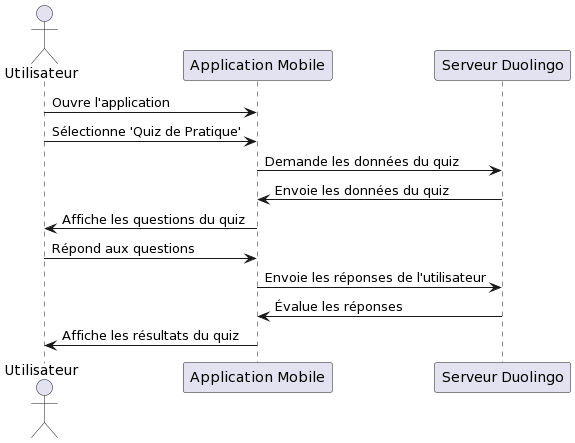 Utilisateur
Application Mobile
Serveur Duolingo
Ouvre l'application
Sélectionne 'Quiz de Pratique'
Demande les données du quiz
Envoie les données du quiz
Affiche les questions du quiz
Répond aux questions
Envoie les réponses de l'utilisateur
Évalue les réponses
Affiche les résultats du quiz
Utilisateur
Application Mobile
Serveur Duolingo